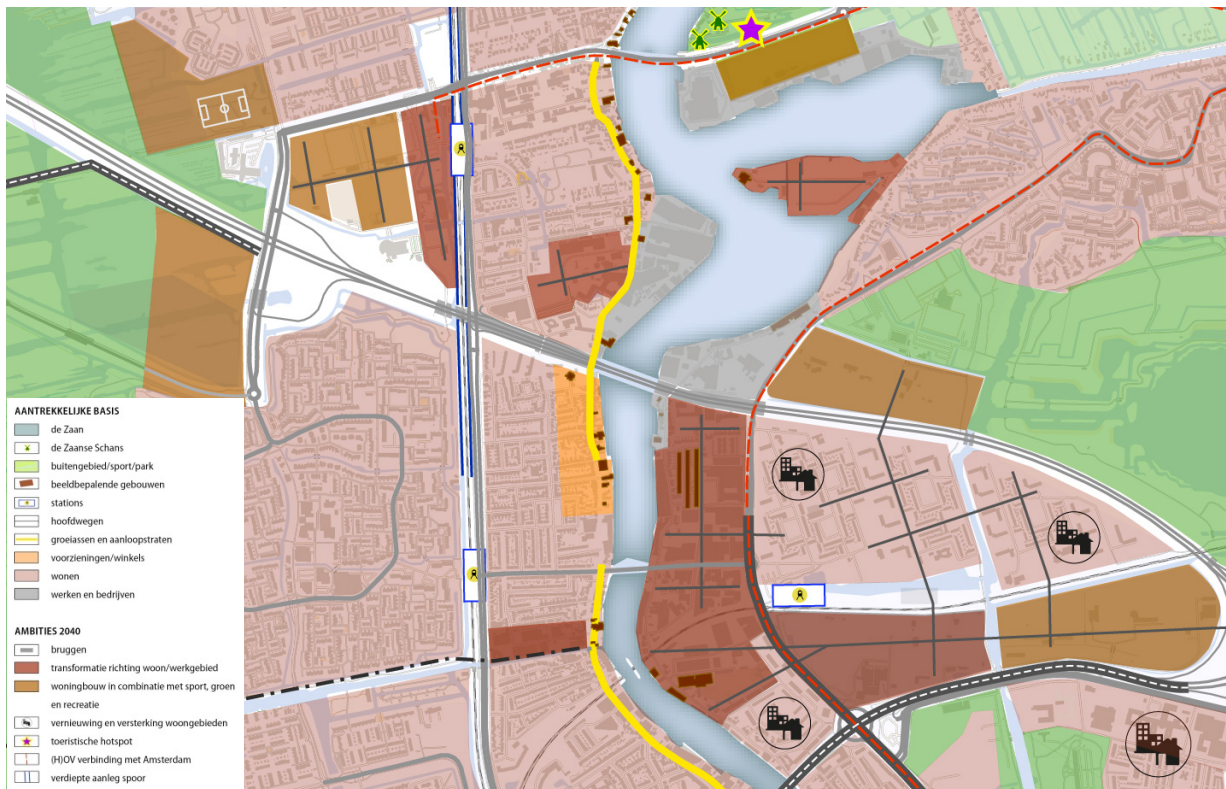 AANTREKKELIJKE BASIS
de Zaan
de Zaanse Schans
buitengebied/sport/park
beeldbepalende gebouwen
stations
hoofdwegen
groeiassen en aanloopstraten
voorzieningen/winkels
wonen
werken en bedrijven
AMBITIES 2040
bruggen
transformatie richting woon/werkgebied
woningbouw in combinatie met sport, groen
en recreatie
vernieuwing en versterking woongebieden
toeristische hotspot
(H)OV verbinding met Amsterdam
verdiepte aanleg spoor